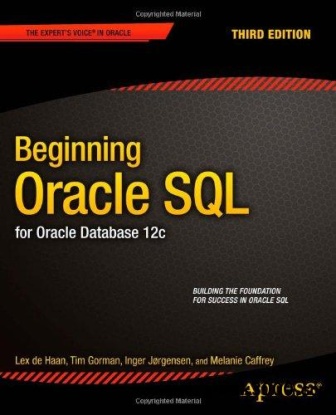 THE EXPERT'S VOICE® IN ORACLE
THIRD EDITION
Beginning
Oracle SQL
for Oracle Database 12c
BUILDING THE FOUNDATION
FOR SUCCESS IN ORACLE SQL
Lex de Haan, Tim Gorman, Inger Jørgensen, and Melanie Caffrey
Apress®